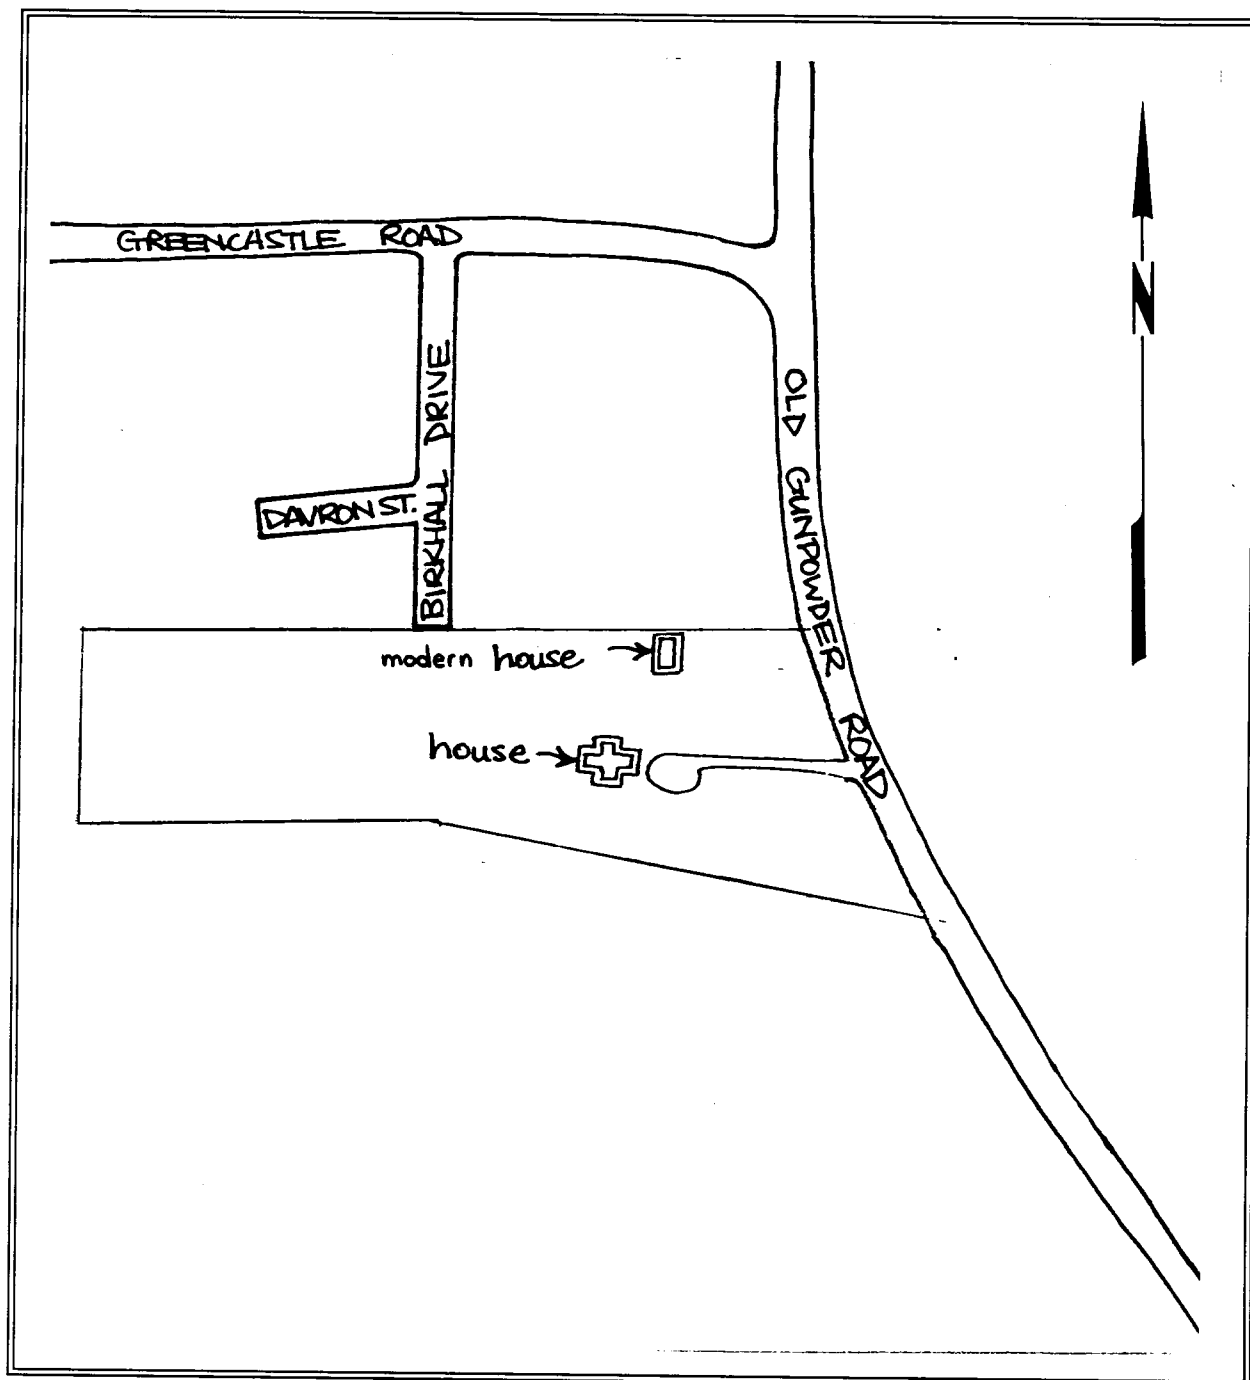 GREENCASTLE ROAD
N
BIRKHALL DRIVE
OLD GUNPOWDER ROAD
DAVRON ST.
modern house
house